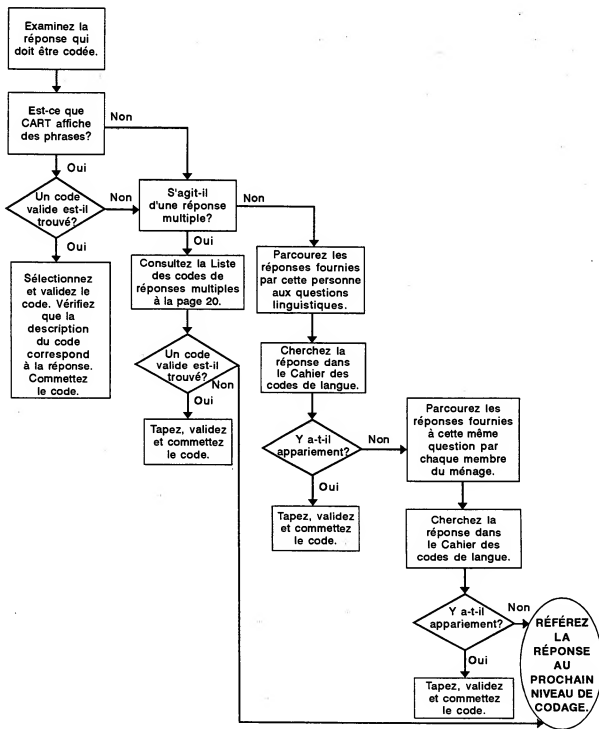 Examinez la
réponse qui
doit être codée.
Est-ce que
CART affiche
des phrases?
Non
Oui
Un code
valide est-il
trouvé?
Non
Oui
Sélectionnez
et validez le
code. Vérifiez
que la
description
du code
correspond
à la réponse.
Commettez
le code.
S'agit-il
d'une réponse
multiple?
Non
Oui
Consultez la Liste
des codes de
réponses multiples
à la page 20.
Un code
valide est-il
trouvé?
Non
Oui
Tapez, validez
et commettez
le code.
Parcourez les
réponses fournies
par cette personne
aux questions
linguistiques.
Cherchez la
réponse dans
le Cahier des
codes de langue.
Y a-t-il
appariement?
Non
Oui
Tapez, validez
et commettez
le code.
Parcourez les
réponses fournies
à cette même
question par
chaque membre
du ménage.
Cherchez la
réponse dans
le Cahier des
codes de langue.
Y a-t-il
appariement?
Non
Oui
Tapez, validez
et commettez
le code.
RÉFÉREZ
LA
RÉPONSE
AU
PROCHAIN
NIVEAU DE
CODAGE.